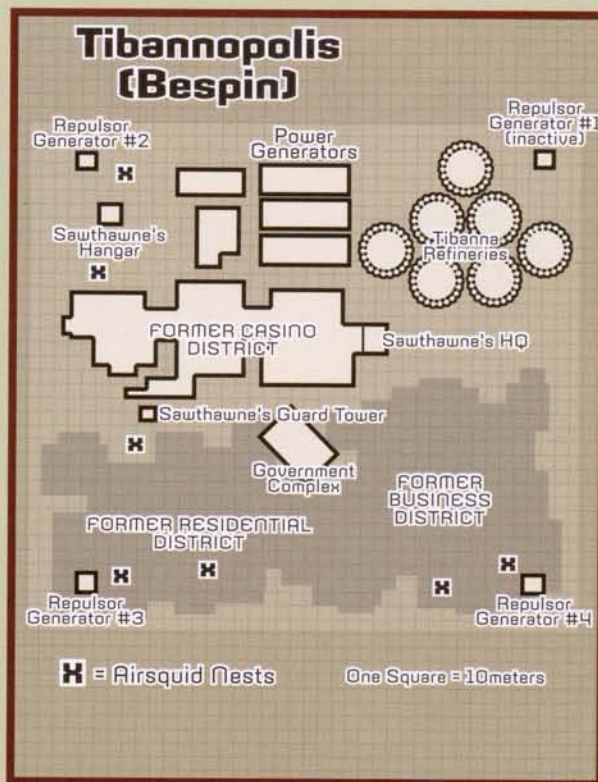 Tibannopolis
(Bespin)
Repulsor
Generator #2
Power
Generators
Repulsor
Generator #1
(inactive)
Sawthawne's
Hangar
Tibanna
Refineries
FORMER CASINO
DISTRICT
Sawthawne's HQ
Sawthawne's Guard Tower
Government
Complex
FORMER
BUSINESS
DISTRICT
FORMER RESIDENTIAL
DISTRICT
Repulsor
Generator #3
Repulsor
Generator #4
X = Airsquid Nests
One Square = 10meters